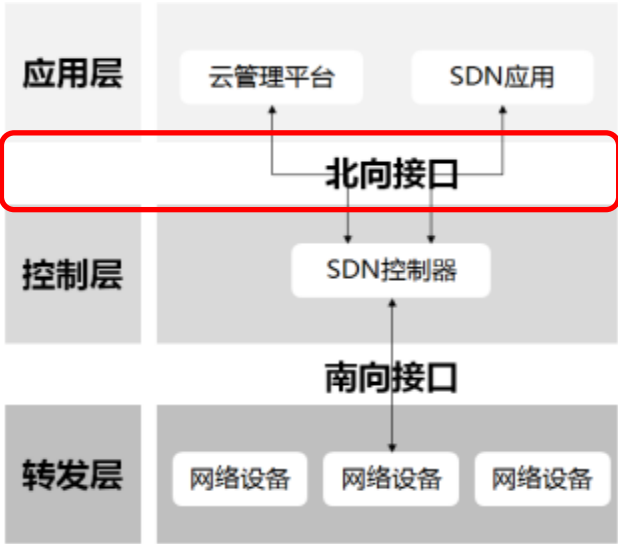 应用层
云管理平台
SDN应用
北向接口
控制层
SDN控制器
南向接口
转发层
网络设备
网络设备
网络设备